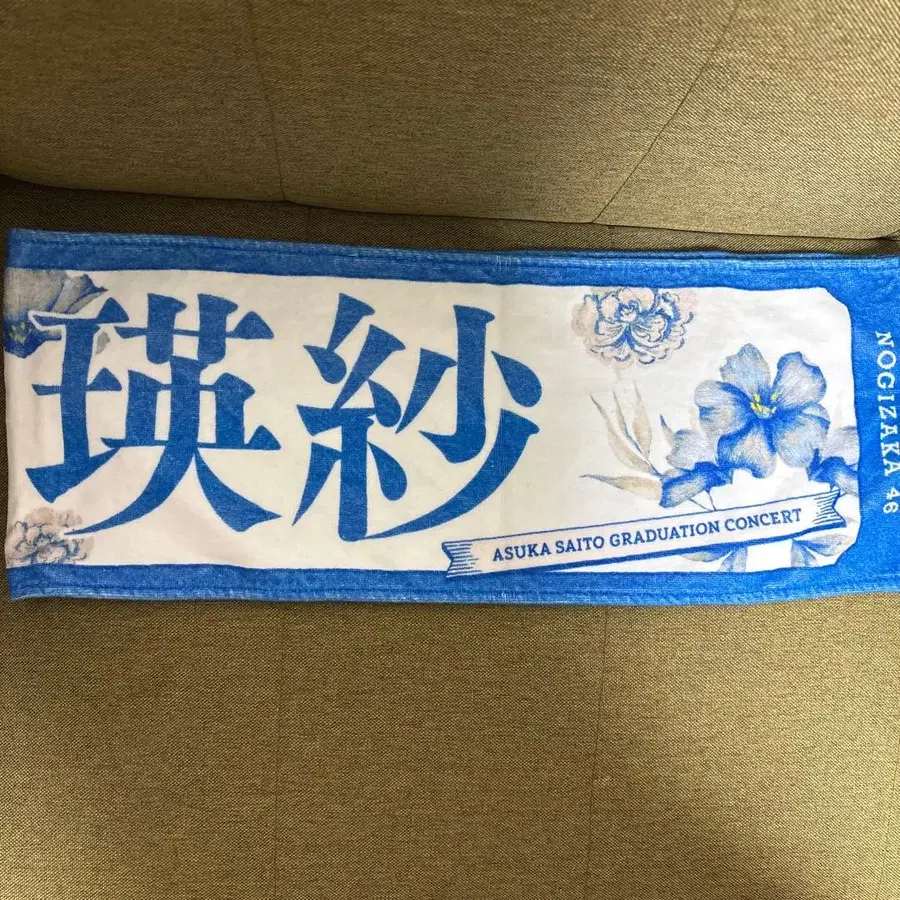 瑛紗
ASUKA SAITO GRADUATION CONCERT
NOGIZAKA 46